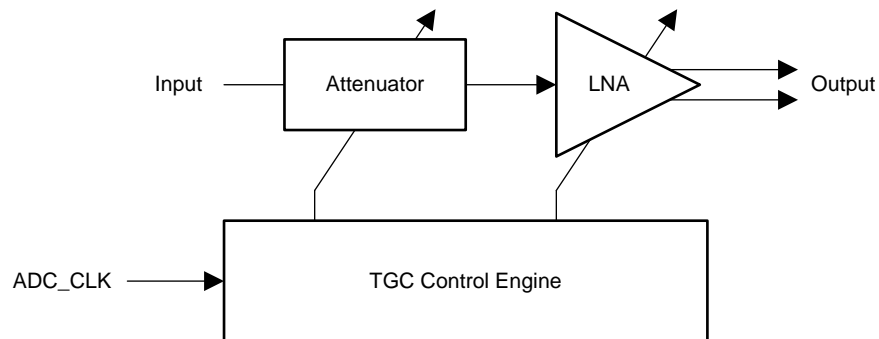 Input
Attenuator
LNA
Output
ADC_CLK
TGC Control Engine